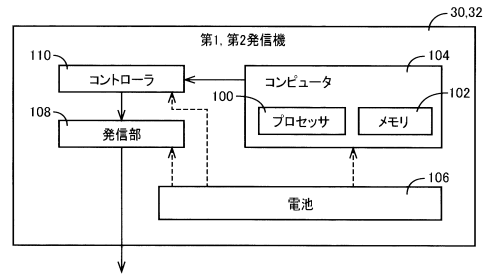 30,32
第1,第2発信機
110
104
コントローラ
コンピュータ
100
102
プロセッサ
メモリ
108
発信部
106
電池